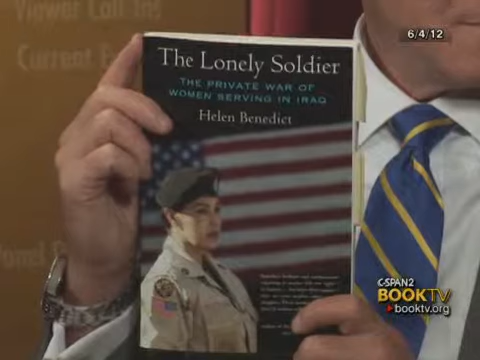 Viewer Call Ins
6/4/12
The Lonely Soldier
THE PRIVATE WAR OF
WOMEN SERVING IN IRAQ
Helen Benedict
C-SPAN2
BOOKTV
booktv.org